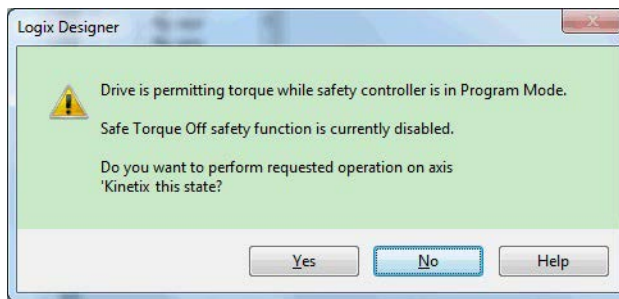 Logix Designer
Drive is permitting torque while safety controller is in Program Mode.
Safe Torque Off safety function is currently disabled.
Do you want to perform requested operation on axis
'Kinetix this state?
Yes
No
Help